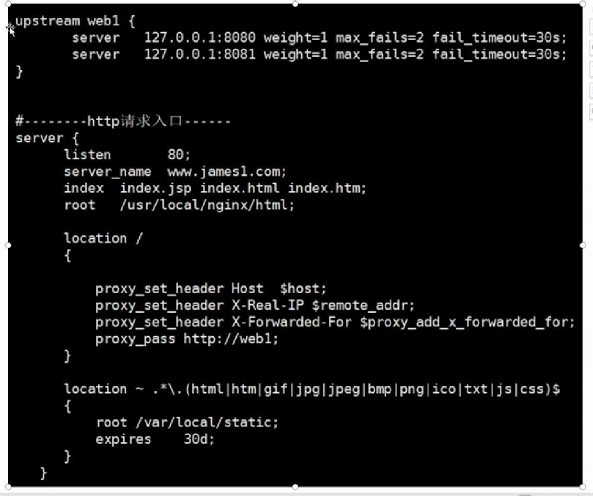 upstream web1 {
server 127.0.0.1:8080 weight=1 max_fails=2 fail_timeout=30s;
server 127.0.0.1:8081 weight=1 max_fails=2 fail_timeout=30s;
}
#--------http请求入口------
server {
listen 80;
server_name www.james1.com;
index index.jsp index.html index.htm;
root /usr/local/nginx/html;
location /
{
proxy_set_header Host $host;
proxy_set_header X-Real-IP $remote_addr;
proxy_set_header X-Forwarded-For $proxy_add_x_forwarded_for;
proxy_pass http://web1;
}
location ~ .*\.(html|htm|gif|jpg|jpeg|bmp|png|ico|txt|js|css)$
{
root /var/local/static;
expires 30d;
}
}